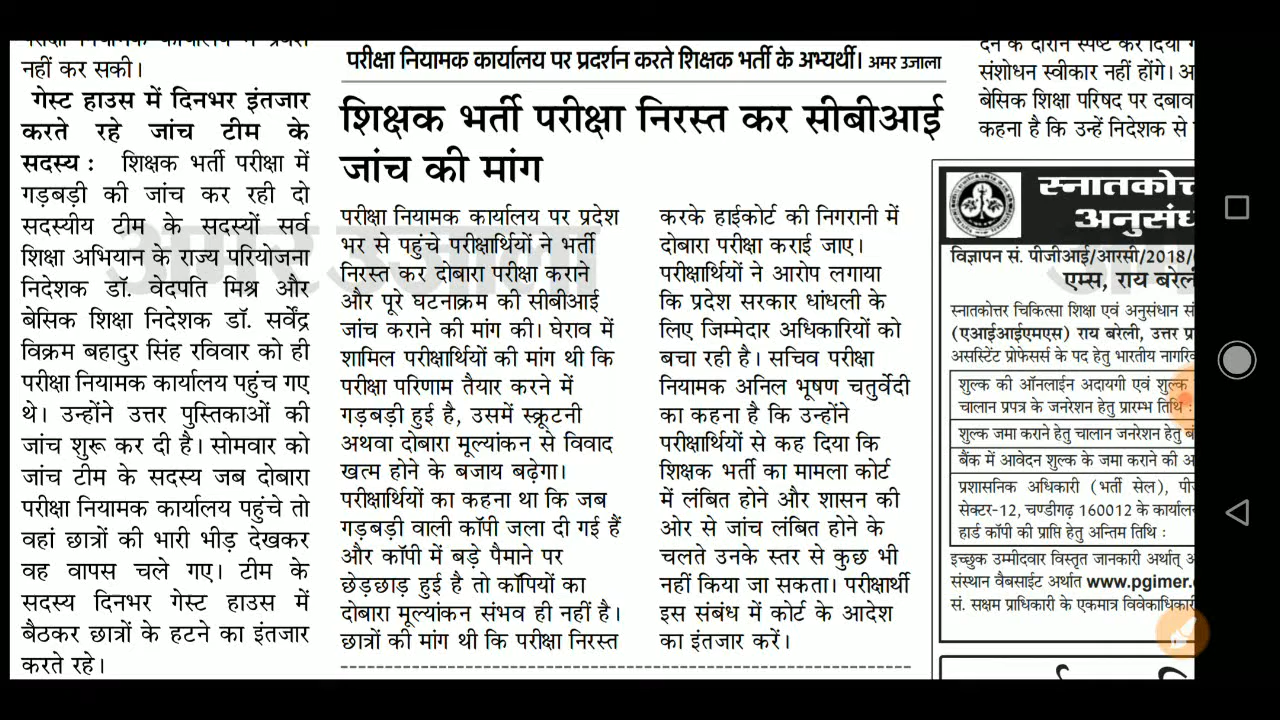 नहीं कर सकी।
गेस्ट हाउस में दिनभर इंतजार
करते रहे जांच टीम के
सदस्य : शिक्षक भर्ती परीक्षा में
गड़बड़ी की जांच कर रही दो
सदस्यीय टीम के सदस्यों सर्व
शिक्षा अभियान के राज्य परियोजना
निदेशक डॉ. वेदपति मिश्र और
बेसिक शिक्षा निदेशक डॉ. सर्वेंद्र
विक्रम बहादुर सिंह रविवार को ही
परीक्षा नियामक कार्यालय पहुंच गए
थे। उन्होंने उत्तर पुस्तिकाओं की
जांच शुरू कर दी है। सोमवार को
जांच टीम के सदस्य जब दोबारा
परीक्षा नियामक कार्यालय पहुंचे तो
वहां छात्रों की भारी भीड़ देखकर
वह वापस चले गए। टीम के
सदस्य दिनभर गेस्ट हाउस में
बैठकर छात्रों के हटने का इंतजार
करते रहे।
परीक्षा नियामक कार्यालय पर प्रदर्शन करते शिक्षक भर्ती के अभ्यर्थी। अमर उजाला
शिक्षक भर्ती परीक्षा निरस्त कर सीबीआई
जांच की मांग
परीक्षा नियामक कार्यालय पर प्रदेश
भर से पहुंचे परीक्षार्थियों ने भर्ती
निरस्त कर दोबारा परीक्षा कराने
और पूरे घटनाक्रम की सीबीआई
जांच कराने की मांग की। घेराव में
शामिल परीक्षार्थियों की मांग थी कि
परीक्षा परिणाम तैयार करने में
गड़बड़ी हुई है, उसमें स्क्रूटनी
अथवा दोबारा मूल्यांकन से विवाद
खत्म होने के बजाय बढ़ेगा।
परीक्षार्थियों का कहना था कि जब
गड़बड़ी वाली कॉपी जला दी गई हैं
और कॉपी में बड़े पैमाने पर
छेड़छाड़ हुई है तो कॉपियों का
दोबारा मूल्यांकन संभव ही नहीं है।
छात्रों की मांग थी कि परीक्षा निरस्त
करके हाईकोर्ट की निगरानी में
दोबारा परीक्षा कराई जाए।
परीक्षार्थियों ने आरोप लगाया
कि प्रदेश सरकार धांधली के
लिए जिम्मेदार अधिकारियों को
बचा रही है। सचिव परीक्षा
नियामक अनिल भूषण चतुर्वेदी
का कहना है कि उन्होंने
परीक्षार्थियों से कह दिया कि
शिक्षक भर्ती का मामला कोर्ट
में लंबित होने और शासन की
ओर से जांच लंबित होने के
चलते उनके स्तर से कुछ भी
नहीं किया जा सकता। परीक्षार्थी
इस संबंध में कोर्ट के आदेश
का इंतजार करें।
के दौरान स्पष्ट कर दिया
संशोधन स्वीकार नहीं होंगे।
बेसिक शिक्षा परिषद पर दबाव
कहना है कि उन्हें निदेशक से
स्नातकोत्त
अनुसंध
विज्ञापन सं. पीजीआई/आरसी/2018/
एम्स, राय बरेली
स्नातकोत्तर चिकित्सा शिक्षा एवं अनुसंधान सं
(एआईआईएमएस) राय बरेली, उत्तर प्र
असिस्टेंट प्रोफेसर्स के पद हेतु भारतीय नागरि
शुल्क की ऑनलाईन अदायगी एवं शुल्क
चालान प्रपत्र के जनरेशन हेतु प्रारम्भ तिथि :
शुल्क जमा कराने हेतु चालान जनरेशन हेतु
बैंक में आवेदन शुल्क के जमा कराने की अ
प्रशासनिक अधिकारी (भर्ती सेल), पी
सेक्टर-12, चण्डीगढ़ 160012 के कार्यालय
हार्ड कॉपी की प्राप्ति हेतु अन्तिम तिथि :
इच्छुक उम्मीदवार विस्तृत जानकारी अर्थात् अ
संस्थान वैबसाईट अर्थात www.pgimer.
सं. सक्षम प्राधिकारी के एकमात्र विवेकाधिकार
अमर उजाला